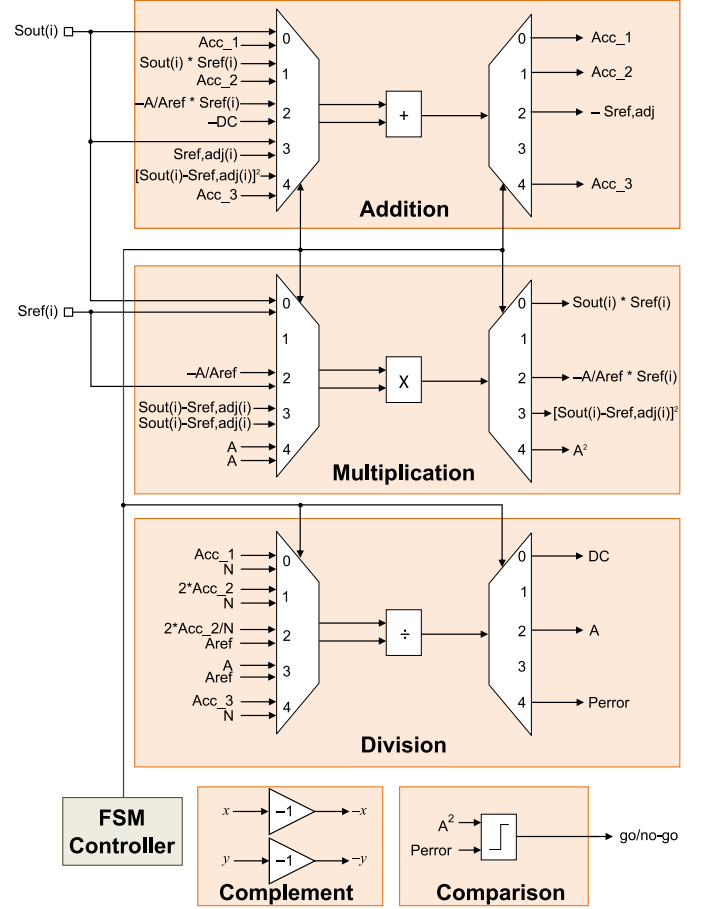 Sout(i)
Acc_1
Sout(i) * Sref(i)
Acc_2
–A/Aref * Sref(i)
–DC
Sref,adj(i)
[Sout(i)–Sref,adj(i)]²
Acc_3
0
1
2
3
4
+
0
1
2
3
4
Acc_1
Acc_2
– Sref,adj
Acc_3
Addition
Sref(i)
–A/Aref
Sout(i)–Sref,adj(i)
Sout(i)–Sref,adj(i)
A
A
0
1
2
3
4
X
0
1
2
3
4
Sout(i) * Sref(i)
–A/Aref * Sref(i)
[Sout(i)–Sref,adj(i)]²
A²
Multiplication
Acc_1
N
2*Acc_2
N
2*Acc_2/N
Aref
A
Aref
Acc_3
N
0
1
2
3
4
÷
0
1
2
3
4
DC
A
Perror
Division
FSM
Controller
x
–1
–x
y
–1
–y
Complement
A²
Perror
go/no-go
Comparison